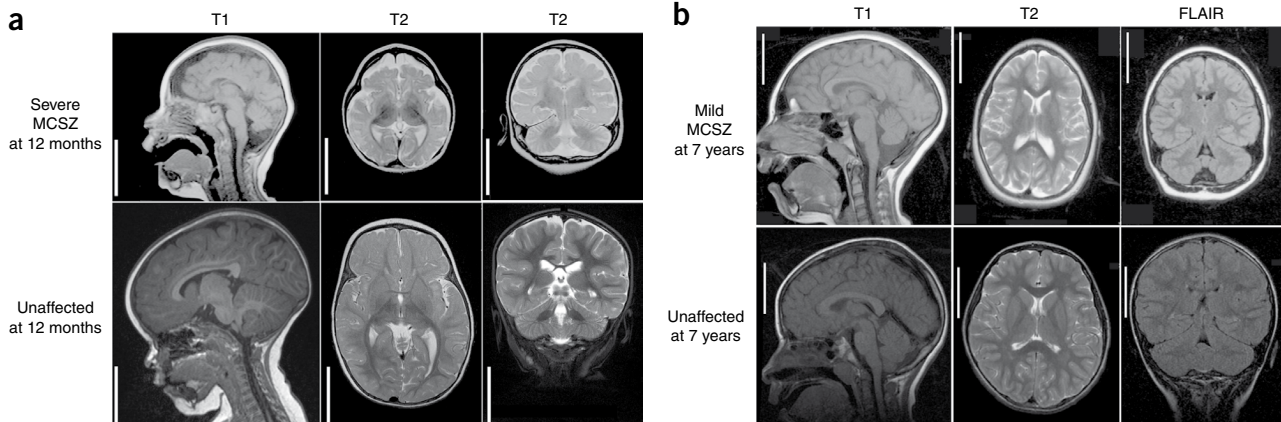 a
T1
T2
T2
Severe
MCSZ
at 12 months
Unaffected
at 12 months
b
T1
T2
FLAIR
Mild
MCSZ
at 7 years
Unaffected
at 7 years